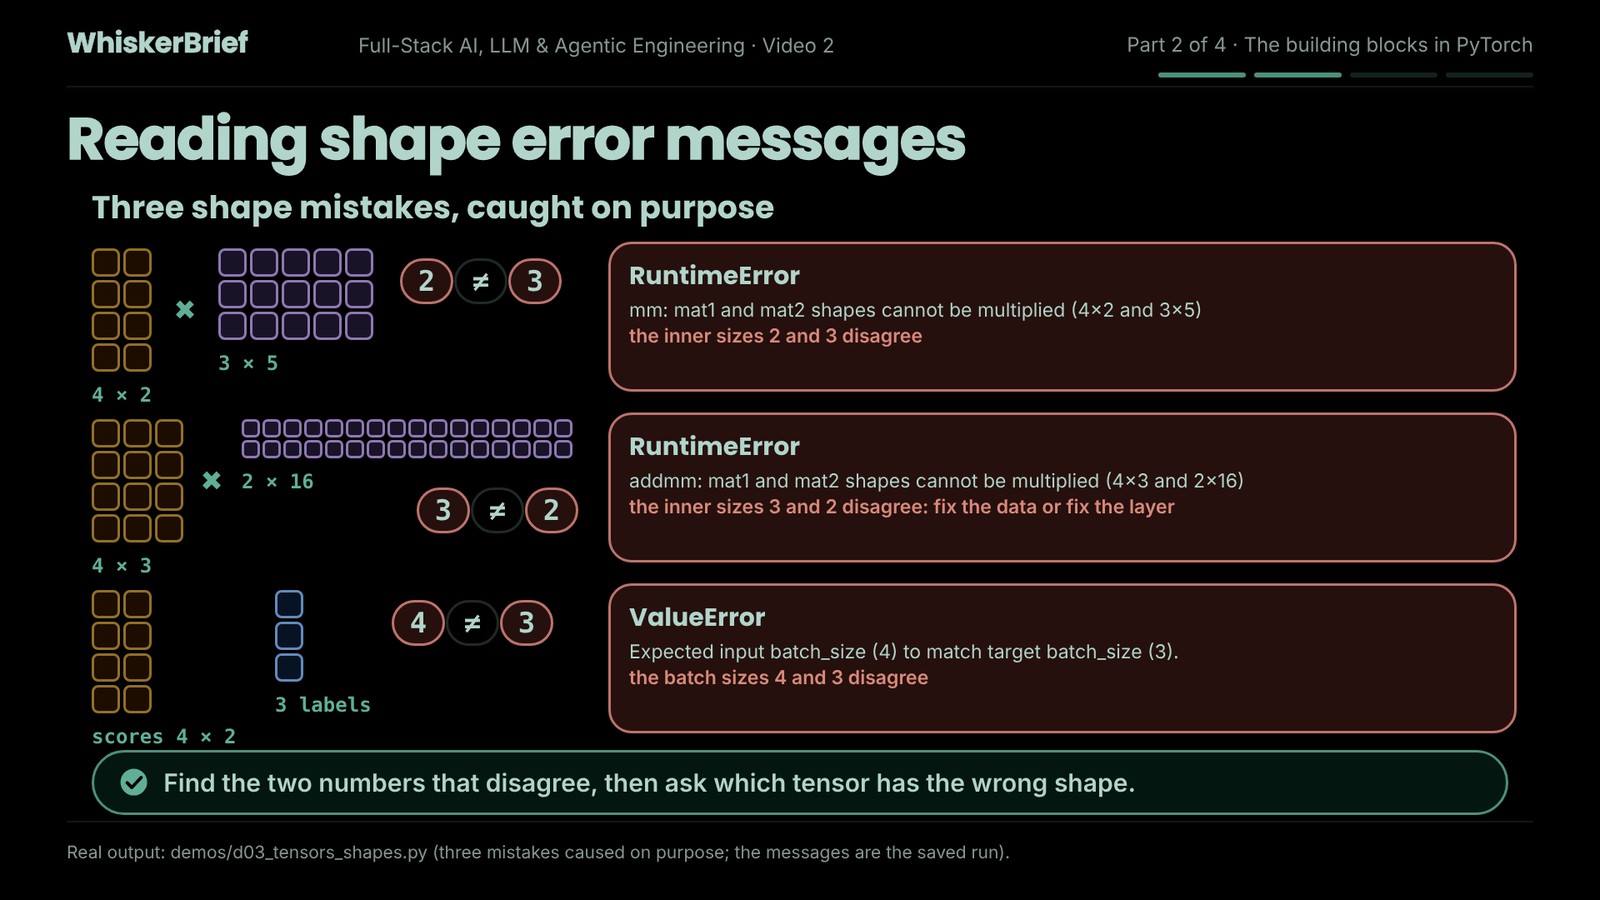 WhiskerBrief
Full-Stack AI, LLM & Agentic Engineering · Video 2
Part 2 of 4 · The building blocks in PyTorch
Reading shape error messages
Three shape mistakes, caught on purpose
4 × 2
×
3 × 5
2 ≠ 3
RuntimeError
mm: mat1 and mat2 shapes cannot be multiplied (4×2 and 3×5)
the inner sizes 2 and 3 disagree
4 × 3
×
2 × 16
3 ≠ 2
RuntimeError
addmm: mat1 and mat2 shapes cannot be multiplied (4×3 and 2×16)
the inner sizes 3 and 2 disagree: fix the data or fix the layer
scores 4 × 2
3 labels
4 ≠ 3
ValueError
Expected input batch_size (4) to match target batch_size (3).
the batch sizes 4 and 3 disagree
Find the two numbers that disagree, then ask which tensor has the wrong shape.
Real output: demos/d03_tensors_shapes.py (three mistakes caused on purpose; the messages are the saved run).